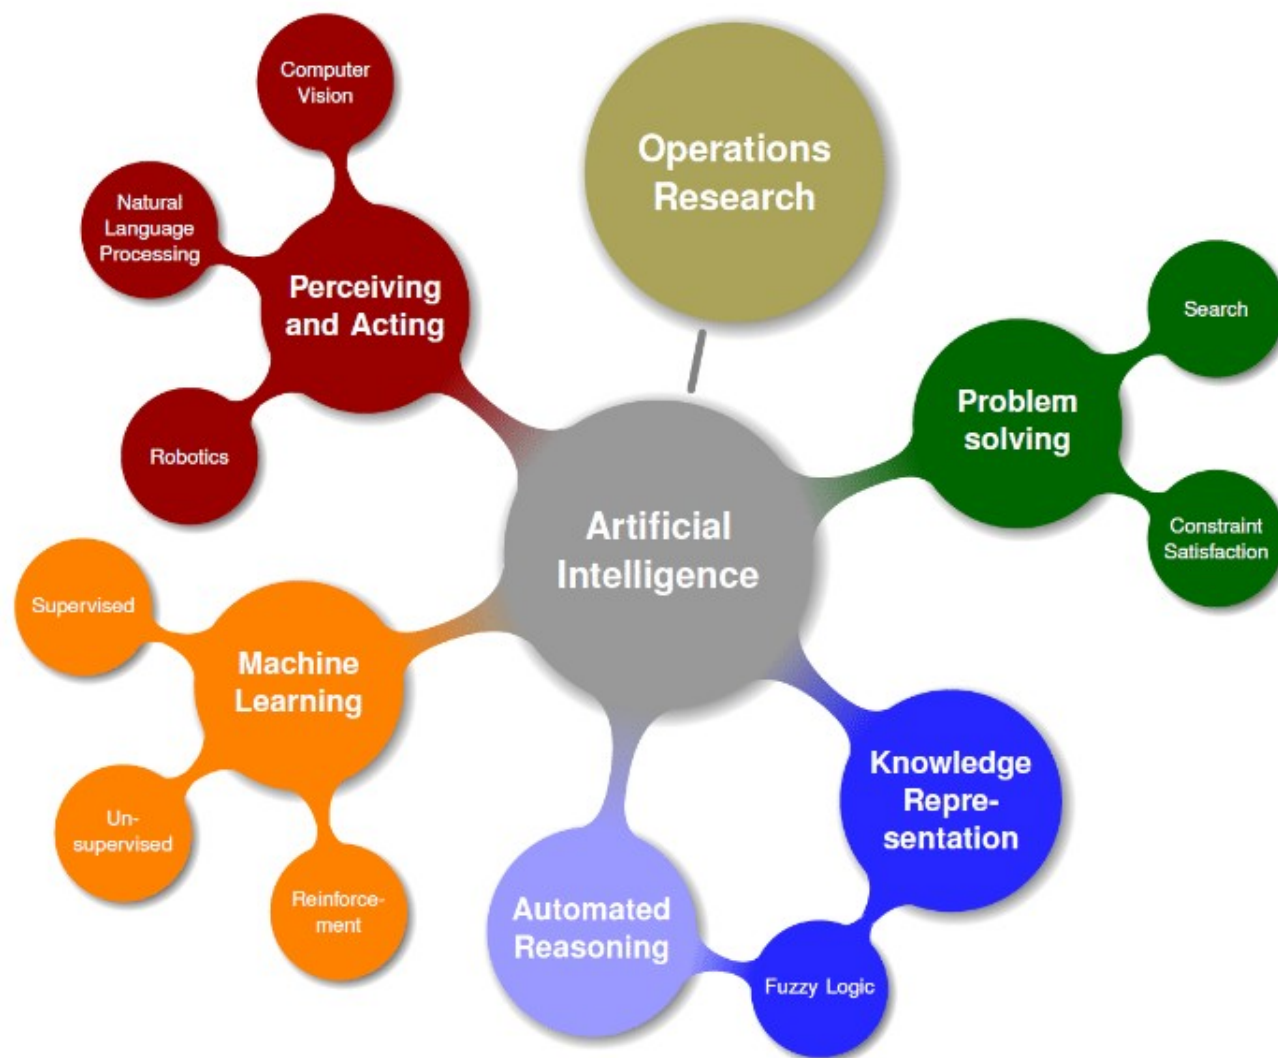 Computer
Vision
Operations
Research
Natural
Language
Processing
Perceiving
and Acting
Search
Robotics
Problem
solving
Constraint
Satisfaction
Artificial
Intelligence
Supervised
Machine
Learning
Un-
supervised
Reinforce-
ment
Knowledge
Repre-
sentation
Automated
Reasoning
Fuzzy Logic